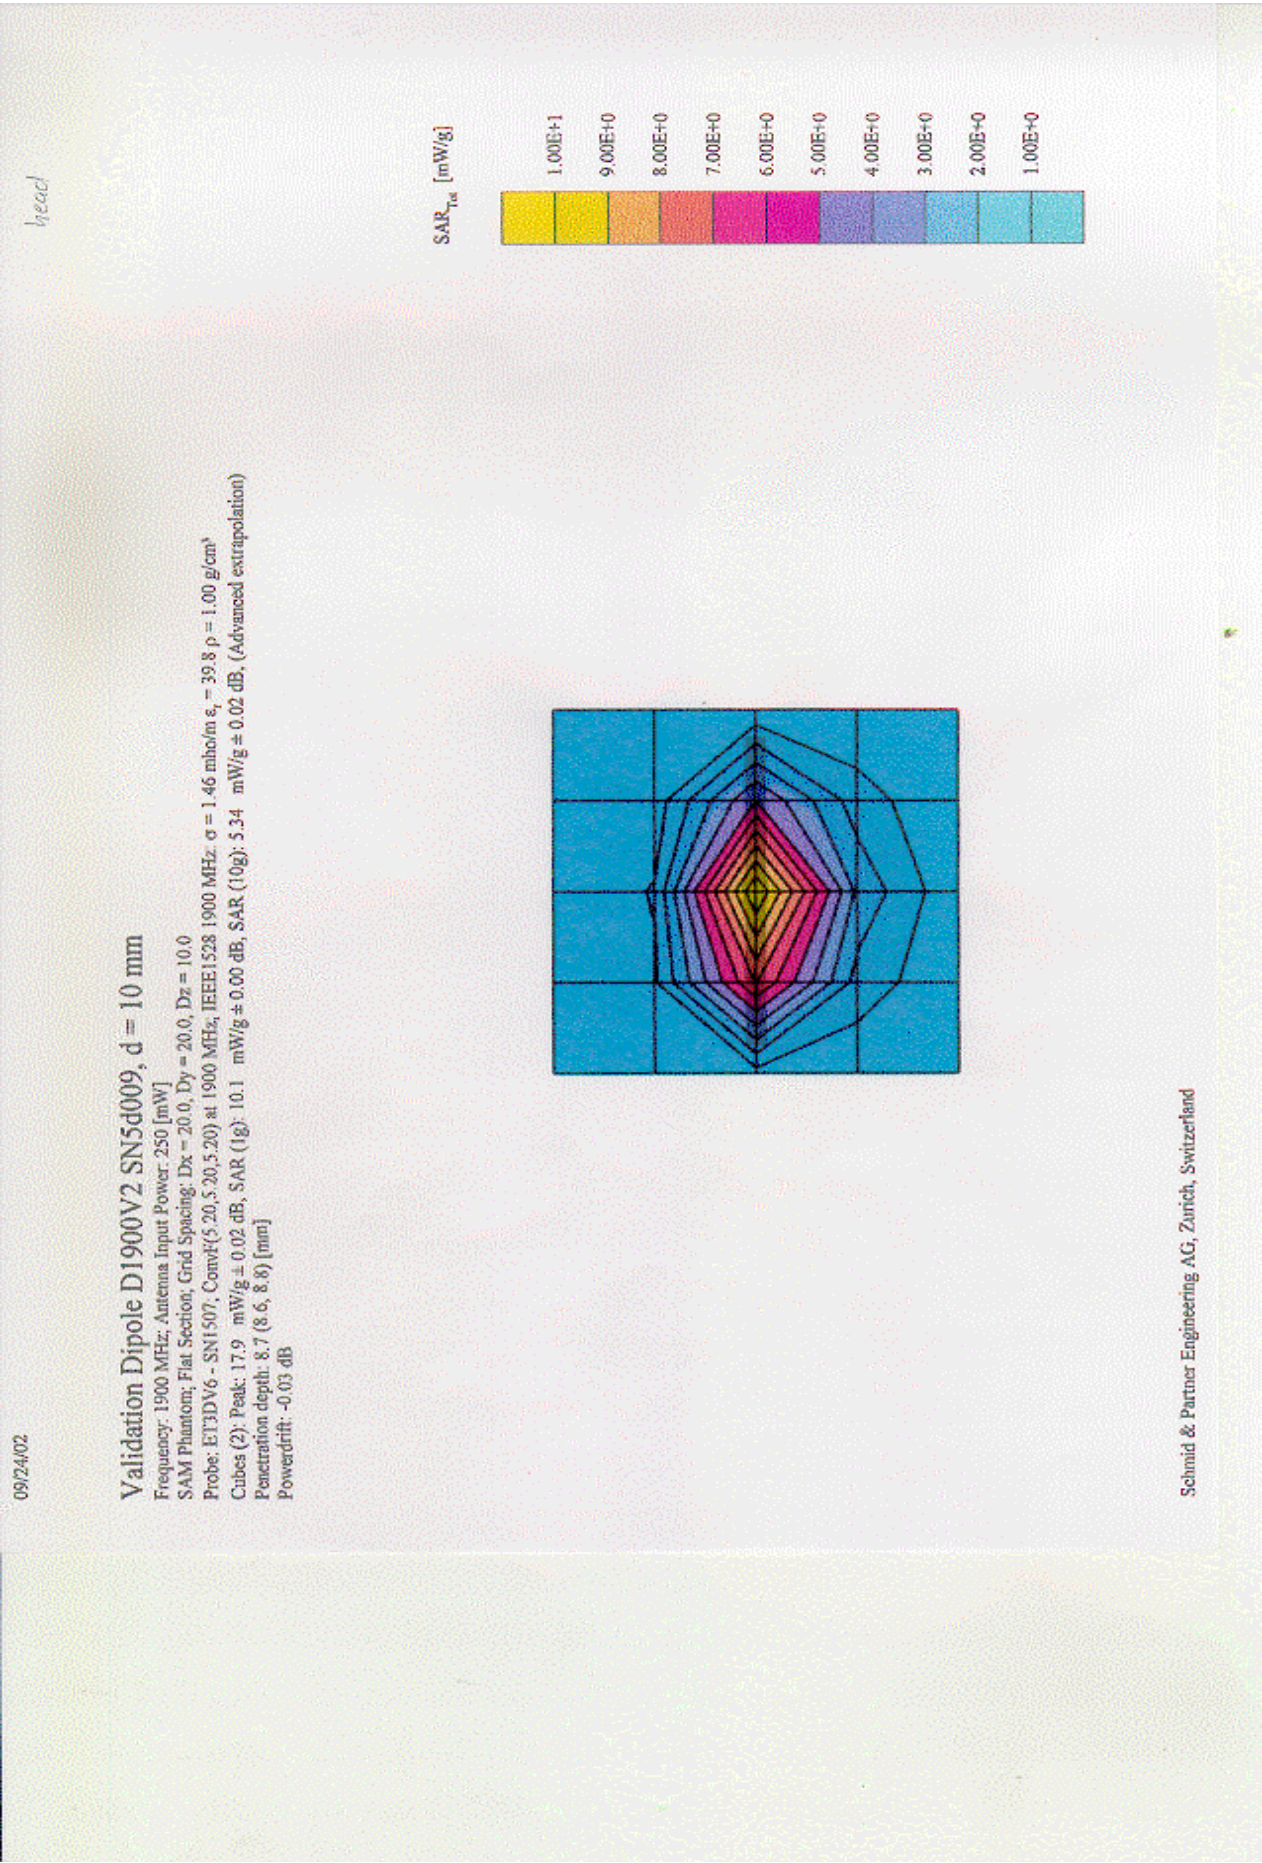 09/24/02
head
Validation Dipole D1900V2 SN5d009, d = 10 mm
Frequency: 1900 MHz; Antenna Input Power: 250 [mW]
SAM Phantom; Flat Section; Grid Spacing: Dx = 20.0, Dy = 20.0, Dz = 10.0
Probe: ET3DV6 - SN1507; ConvF(5.20,5.20,5.20) at 1900 MHz; IEEE1528 1900 MHz: σ = 1.46 mho/m εr = 39.8 ρ = 1.00 g/cm³
Cubes (2): Peak: 17.9 mW/g ± 0.02 dB, SAR (1g): 10.1 mW/g ± 0.00 dB, SAR (10g): 5.34 mW/g ± 0.02 dB, (Advanced extrapolation)
Penetration depth: 8.7 (8.6, 8.8) [mm]
Powerdrift: -0.03 dB
SARTot [mW/g]
1.00E+1
9.00E+0
8.00E+0
7.00E+0
6.00E+0
5.00E+0
4.00E+0
3.00E+0
2.00E+0
1.00E+0
Schmid & Partner Engineering AG, Zurich, Switzerland